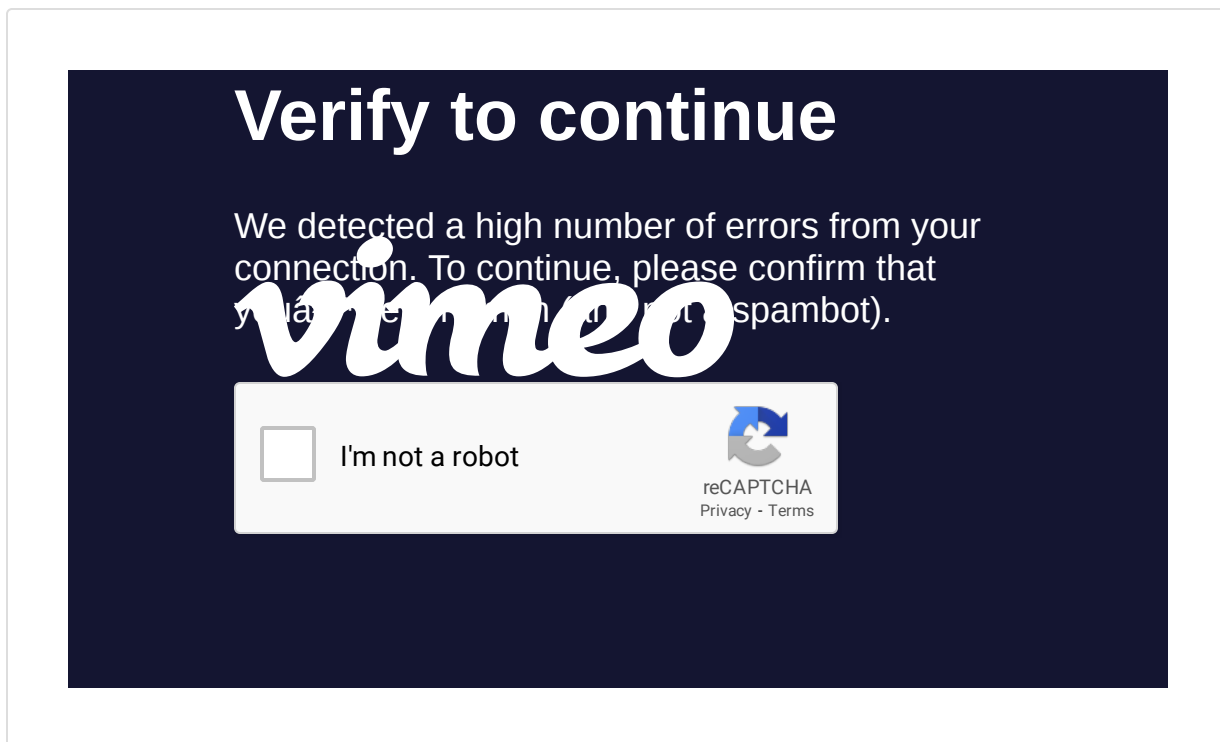 Verify to continue
We detected a high number of errors from your
connection. To continue, please confirm that
spambot).
vimeo
I'm not a robot
reCAPTCHA
Privacy - Terms